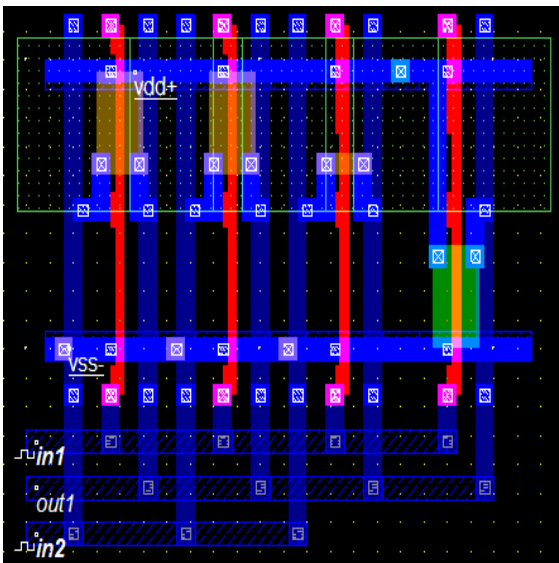 vdd+
vss-
in1
out1
in2